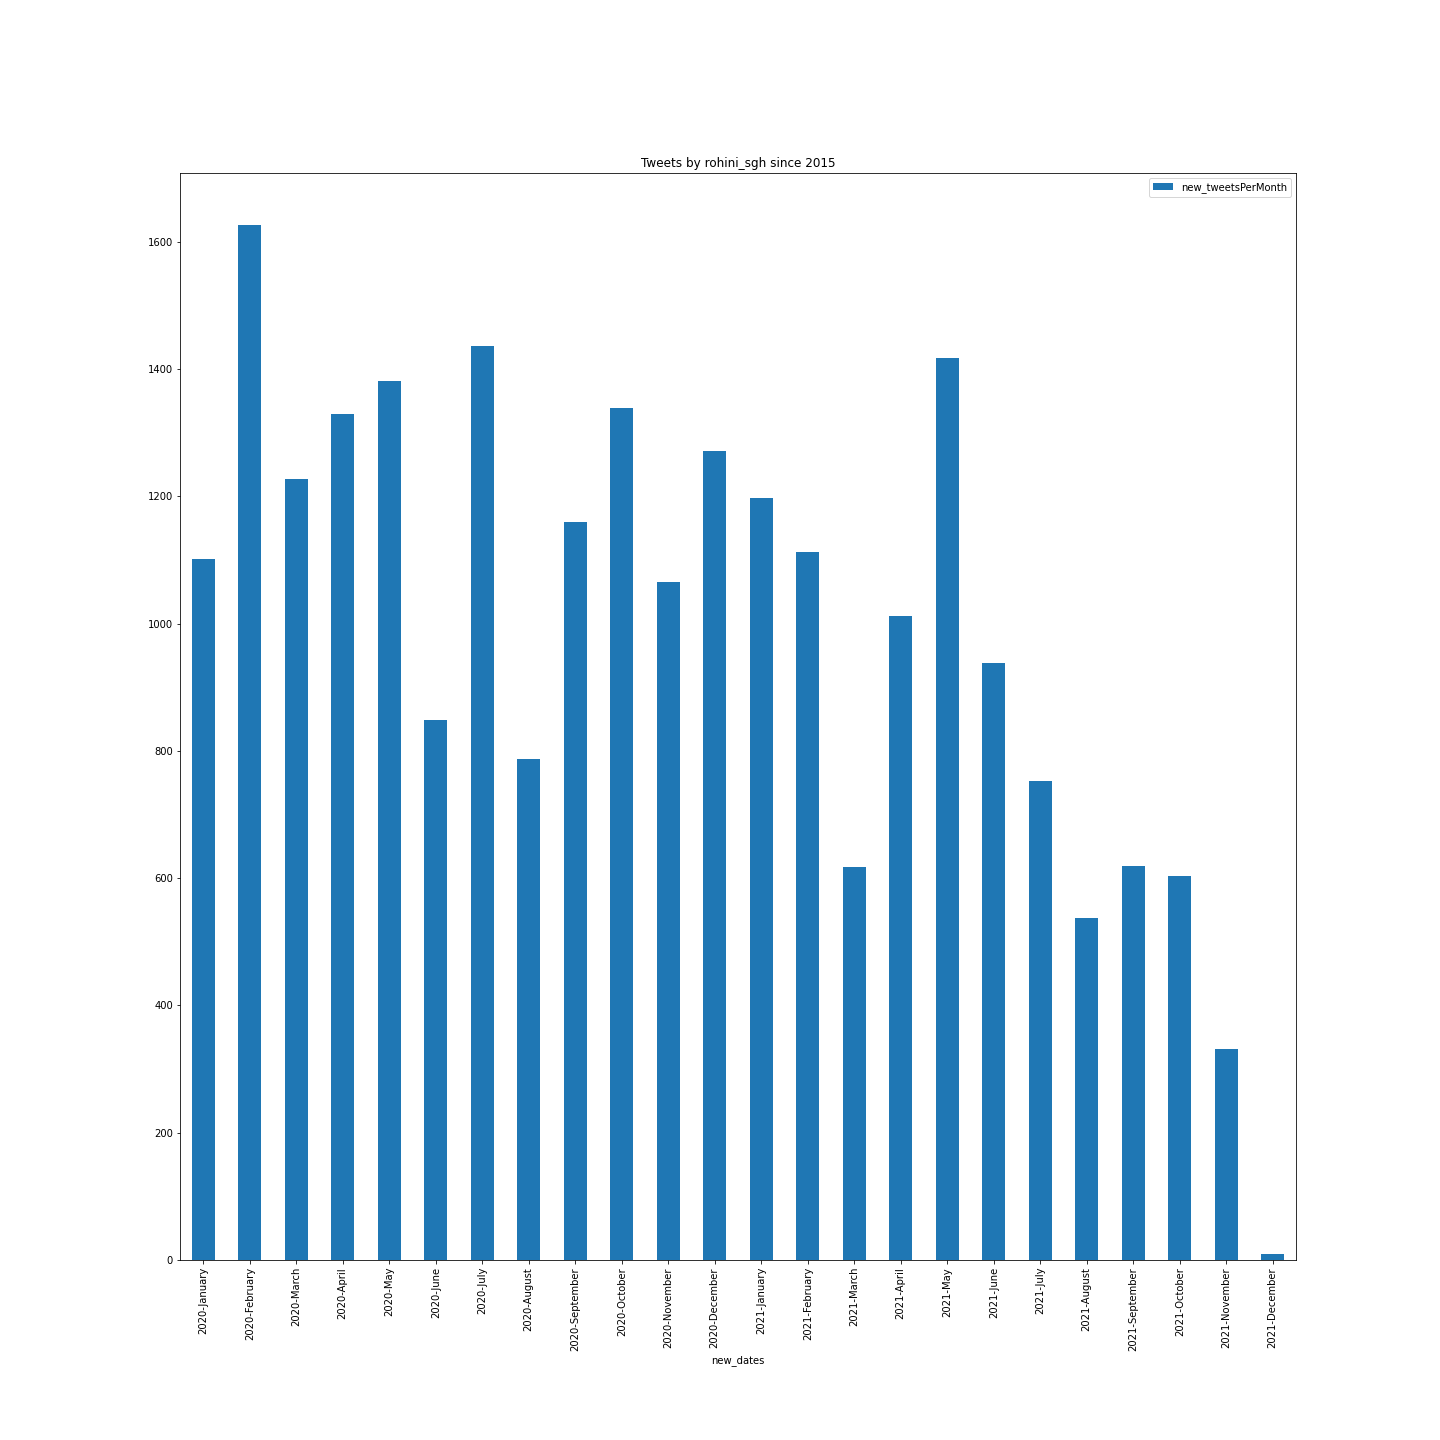 Tweets by rohini_sgh since 2015
new_tweetsPerMonth
1600
1400
1200
1000
800
600
400
200
0
2020-January
2020-February
2020-March
2020-April
2020-May
2020-June
2020-July
2020-August
2020-September
2020-October
2020-November
2020-December
2021-January
2021-February
2021-March
2021-April
2021-May
2021-June
2021-July
2021-August
2021-September
2021-October
2021-November
2021-December
new_dates